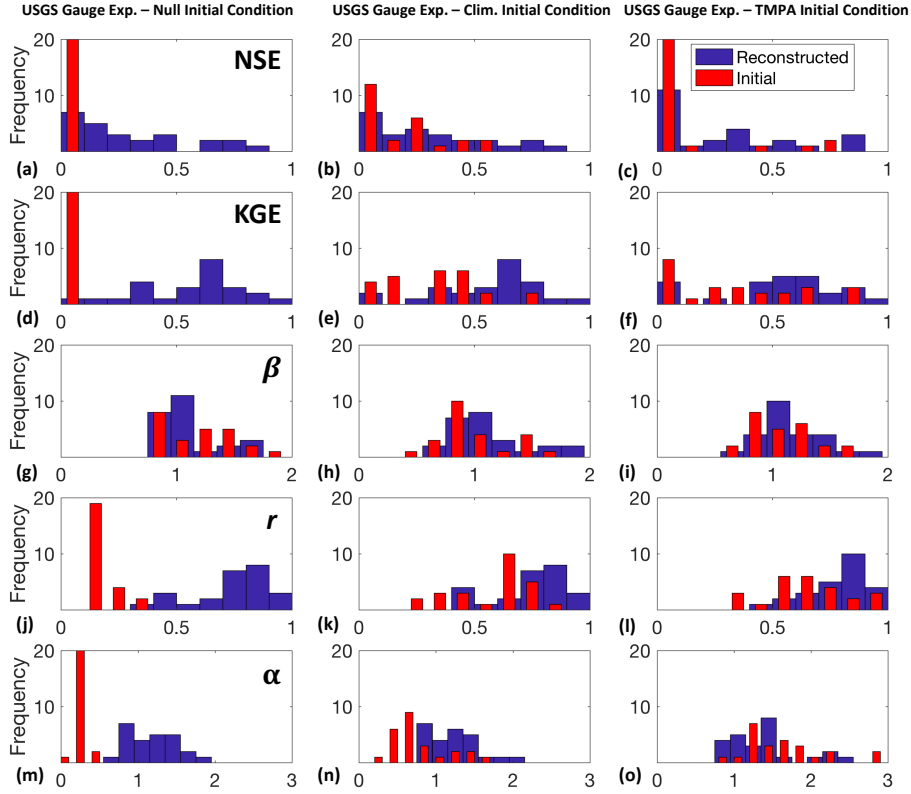 USGS Gauge Exp. – Null Initial Condition USGS Gauge Exp. – Clim. Initial Condition USGS Gauge Exp. – TMPA Initial Condition
20 20 20
NSE Reconstructed
Initial
Frequency
10 10 10
(a) 0 0.5 1 (b) 0 0.5 1 (c) 0 0.5 1
20 20 20
KGE
Frequency
10 10 10
(d) 0 0.5 1 (e) 0 0.5 1 (f) 0 0.5 1
20 20 20
β
Frequency
10 10 10
(g) 0 1 2 (h) 0 1 2 (i) 0 1 2
20 20 20
r
Frequency
10 10 10
(j) 0 0.5 1 (k) 0 0.5 1 (l) 0 0.5 1
20 20 20
α
Frequency
10 10 10
(m) 0 1 2 3 (n) 0 1 2 3 (o) 0 1 2 3